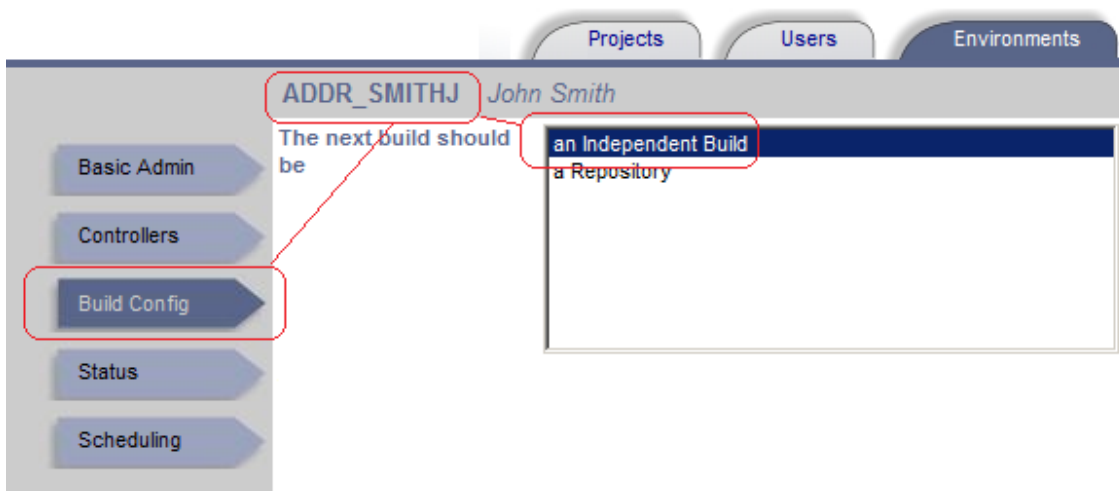 Projects Users Environments
ADDR_SMITHJ John Smith
The next build should
be
an Independent Build
a Repository
Basic Admin
Controllers
Build Config
Status
Scheduling